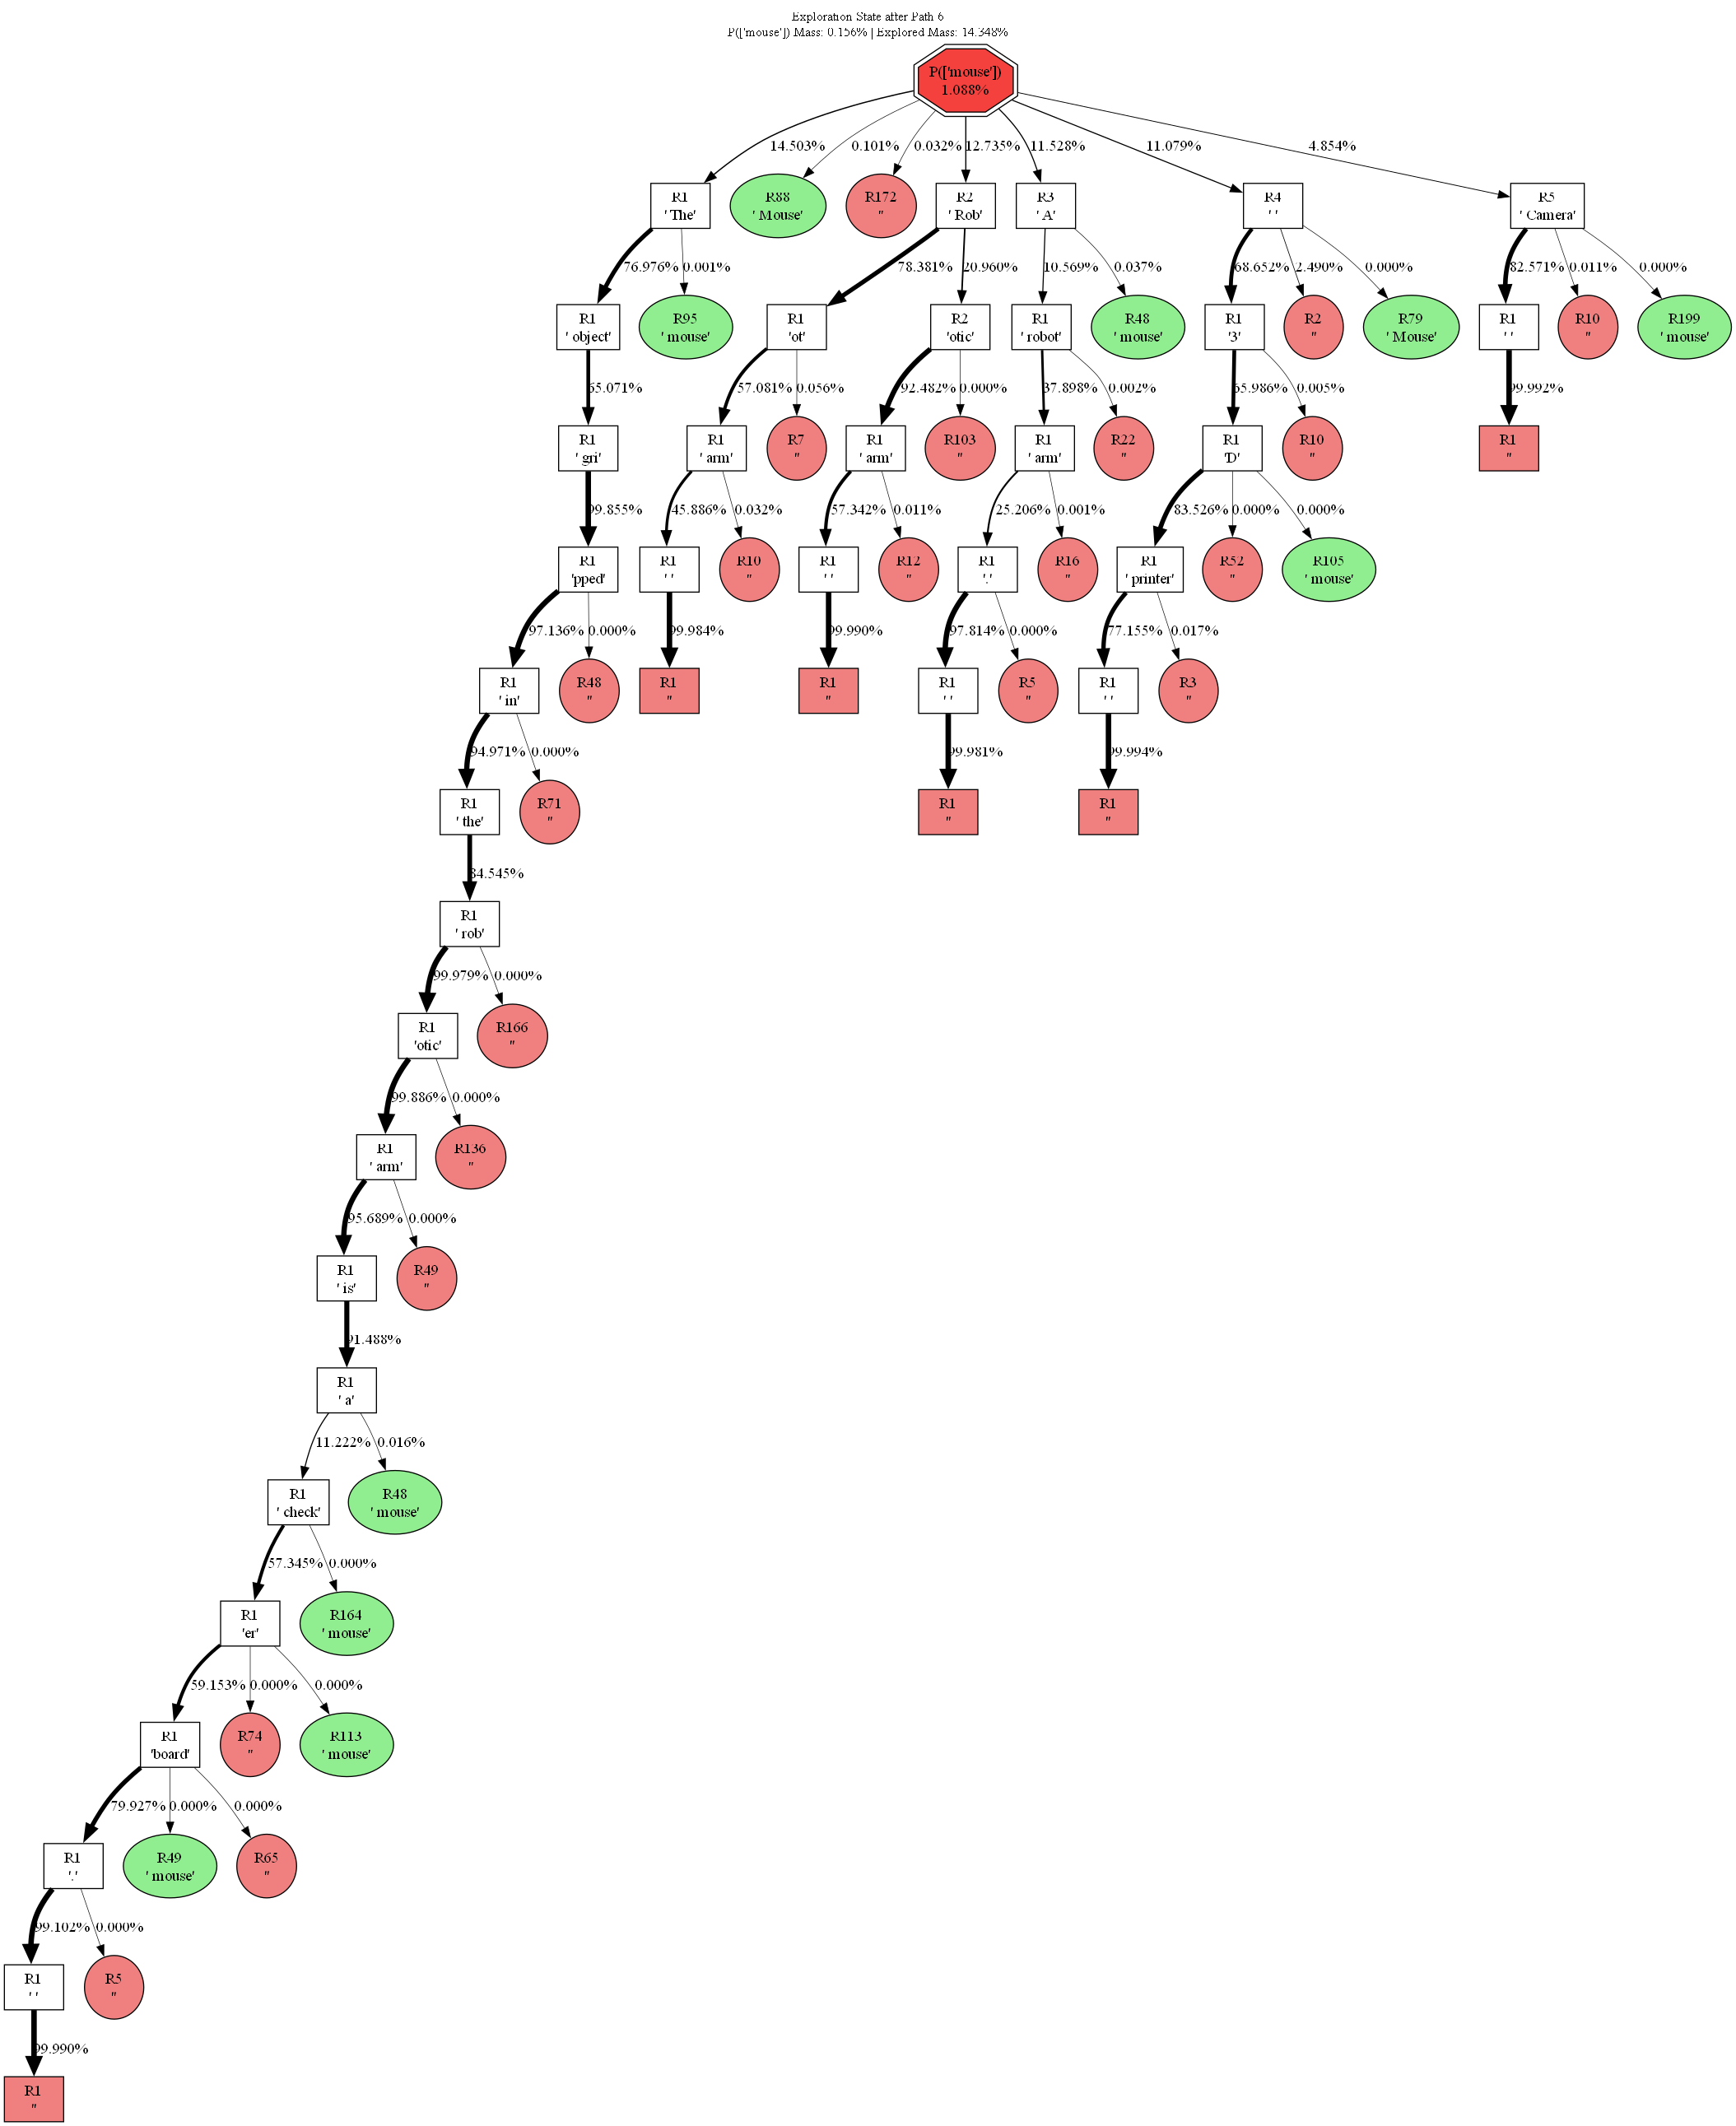 Exploration State after Path 6
P(['mouse']) Mass: 0.156% | Explored Mass: 14.348%
P(['mouse'])
1.088%
14.503%
0.101%
0.032%
12.735%
11.528%
11.079%
4.854%
R1
' The'
R88
' Mouse'
R172
''
R2
' Rob'
R3
' A'
R4
' '
R5
' Camera'
76.976%
0.001%
78.381%
20.960%
10.569%
0.037%
68.652%
2.490%
0.000%
82.571%
0.011%
0.000%
R1
' object'
R95
' mouse'
R1
'ot'
R2
'otic'
R1
' robot'
R48
' mouse'
R1
'3'
R2
''
R79
' Mouse'
R1
' '
R10
''
R199
' mouse'
65.071%
57.081%
0.056%
92.482%
0.000%
37.898%
0.002%
65.986%
0.005%
99.992%
R1
' gri'
R1
' arm'
R7
''
R1
' arm'
R103
''
R1
' arm'
R22
''
R1
'D'
R10
''
R1
''
99.855%
45.886%
0.032%
57.342%
0.011%
25.206%
0.001%
83.526%
0.000%
0.000%
R1
'pped'
R1
' '
R10
''
R1
' '
R12
''
R1
'.'
R16
''
R1
' printer'
R52
''
R105
' mouse'
97.136%
0.000%
99.984%
99.990%
97.814%
0.000%
77.155%
0.017%
R1
' in'
R48
''
R1
''
R1
''
R1
' '
R5
''
R1
' '
R3
''
94.971%
0.000%
99.981%
99.994%
R1
' the'
R71
''
R1
''
R1
''
84.545%
R1
' rob'
99.979%
0.000%
R1
'otic'
R166
''
99.886%
0.000%
R1
' arm'
R136
''
95.689%
0.000%
R1
' is'
R49
''
91.488%
R1
' a'
11.222%
0.016%
R1
' check'
R48
' mouse'
57.345%
0.000%
R1
'er'
R164
' mouse'
59.153%
0.000%
0.000%
R1
'board'
R74
''
R113
' mouse'
79.927%
0.000%
0.000%
R1
'.'
R49
' mouse'
R65
''
99.102%
0.000%
R1
' '
R5
''
99.990%
R1
''